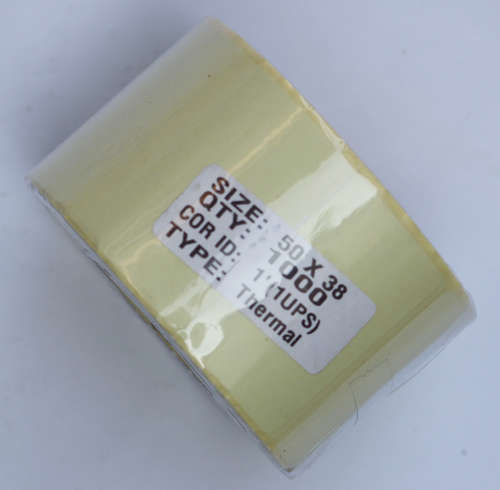 SIZE: 50 X 38
QTY: 1000
COR ID: 1'(1UPS)
TYPE: Thermal